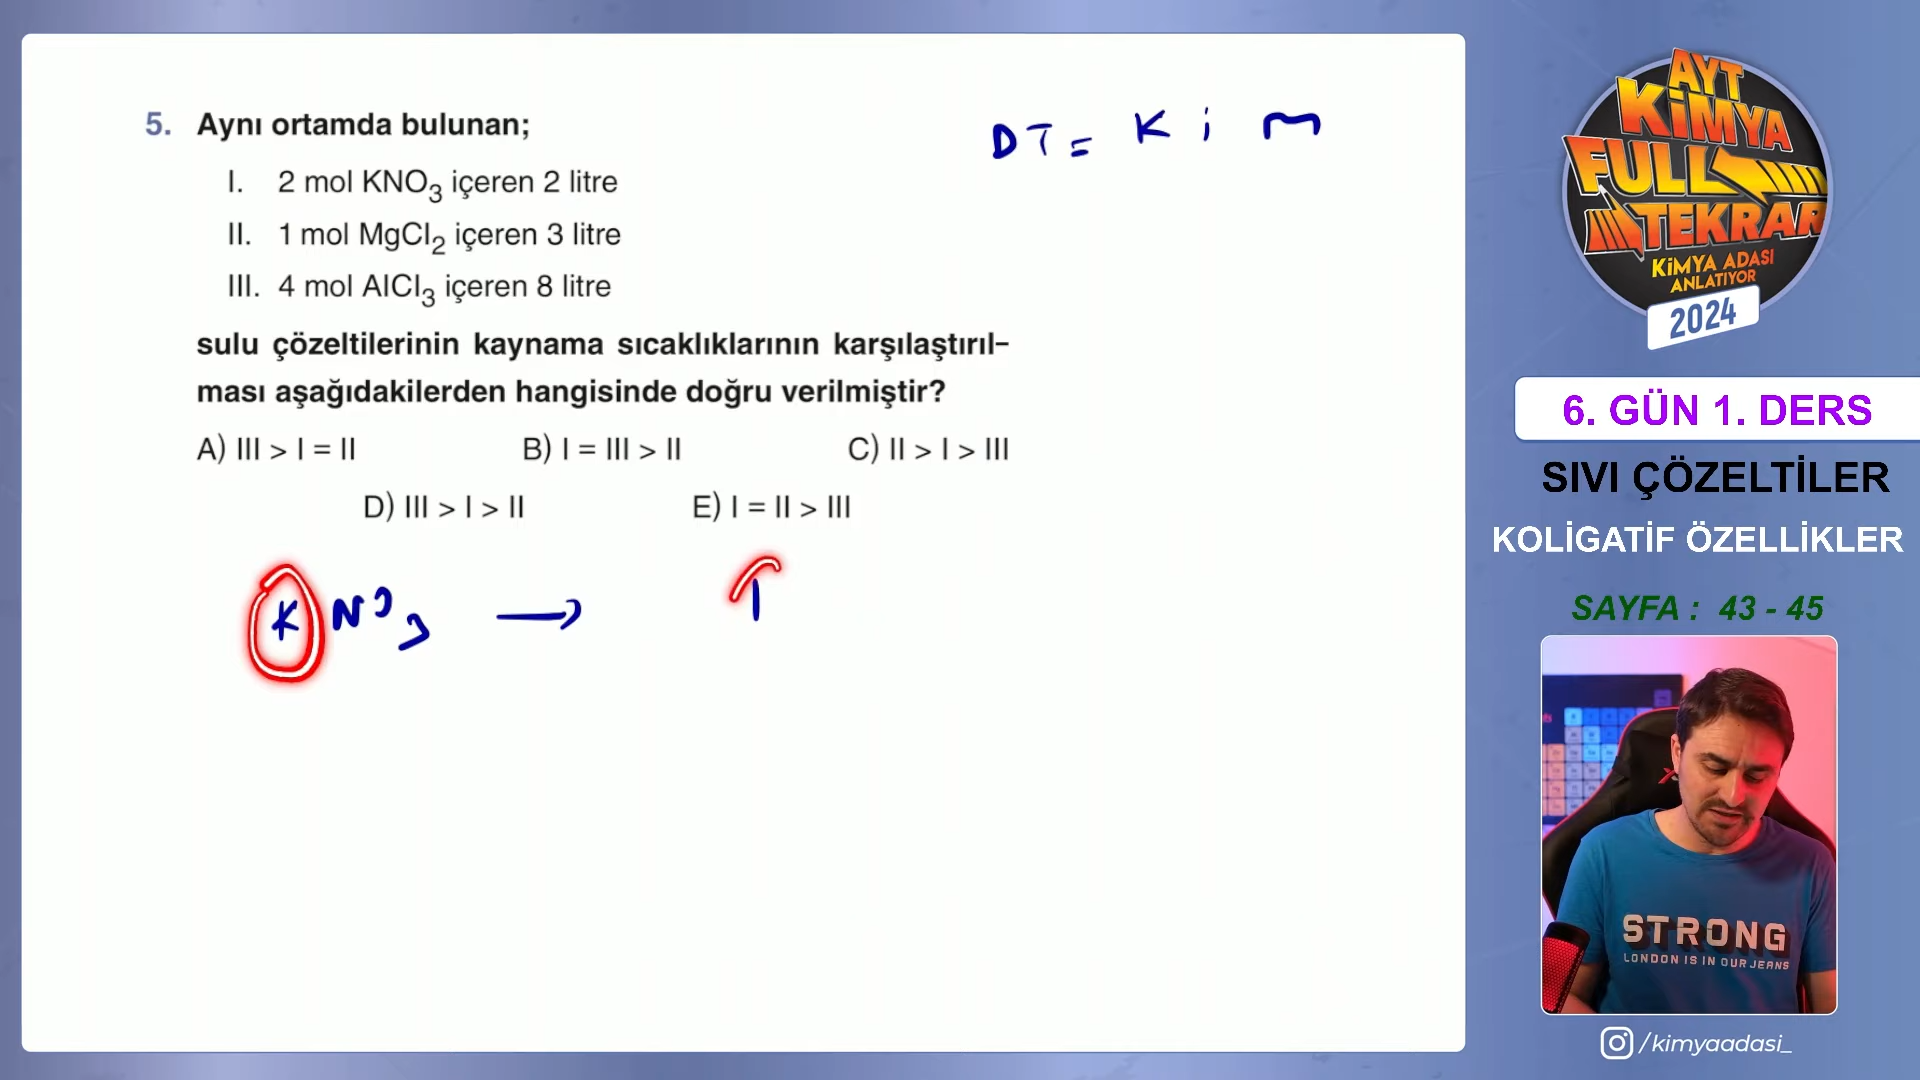 5. Aynı ortamda bulunan;
I. 2 mol KNO₃ içeren 2 litre
II. 1 mol MgCl₂ içeren 3 litre
III. 4 mol AlCl₃ içeren 8 litre
sulu çözeltilerinin kaynama sıcaklıklarının karşılaştırıl-
ması aşağıdakilerden hangisinde doğru verilmiştir?
A) III > I = II B) I = III > II C) II > I > III
D) III > I > II E) I = II > III
DT = K i m
KNO₃ → 1
AYT
KİMYA
FULL
TEKRAR
KİMYA ADASI
ANLATIYOR
2024
6. GÜN 1. DERS
SIVI ÇÖZELTİLER
KOLİGATİF ÖZELLİKLER
SAYFA : 43 - 45
STRONG
LONDON IS IN OUR JEANS
/kimyaadasi_